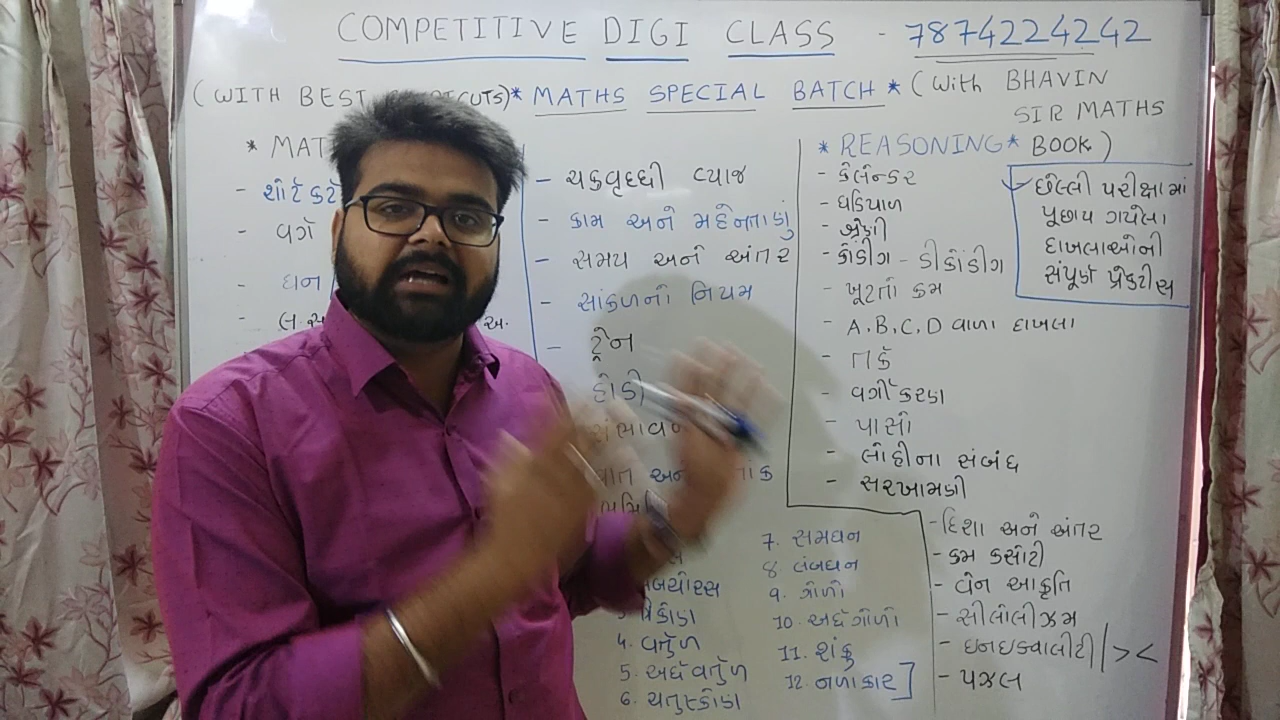 COMPETITIVE DIGI CLASS - 7874224242
(WITH BEST * MATHS SPECIAL BATCH * (With BHAVIN
SIR MATHS
BOOK)
* MAT
- શોર્ટ કટ
- વર્ગ
- ઘન
- લ.સ અ.
- ચક્રવૃદ્ધી વ્યાજ
- કામ અને મહેનતાણું
- સમય અને અંતર
- સાંકળનો નિયમ
- ટ્રેન
હોડી
સંભાવ
અને
7. સમઘન
8 લંબઘન
9. ગોળો
4. વર્તુળ
10. અર્ધ ગોળો
5. અર્ધવર્તુળ
11. શંકુ
6. ચતુષ્કોણ
12. નળાકાર]
* REASONING *
- કેલેન્ડર
- ઘડિયાળ
- શ્રેણી
- કોડીંગ - ડીકોડીંગ
- ખૂટતો ક્રમ
- A.B,C,D વાળા દાખલા
- તર્ક
- વર્ગીકરણ
- પાસો
- લોહીના સંબંધ
- સરખામણી
- દિશા અને અંતર
- ક્રમ કસોટી
- વેન આકૃતિ
- સીલોલીઝમ
- ઇનઇક્વાલીટી / > <
- પઝલ
છેલ્લી પરીક્ષામાં
પૂછાય ગયેલા
દાખલાઓની
સંપૂર્ણ પ્રેક્ટીસ